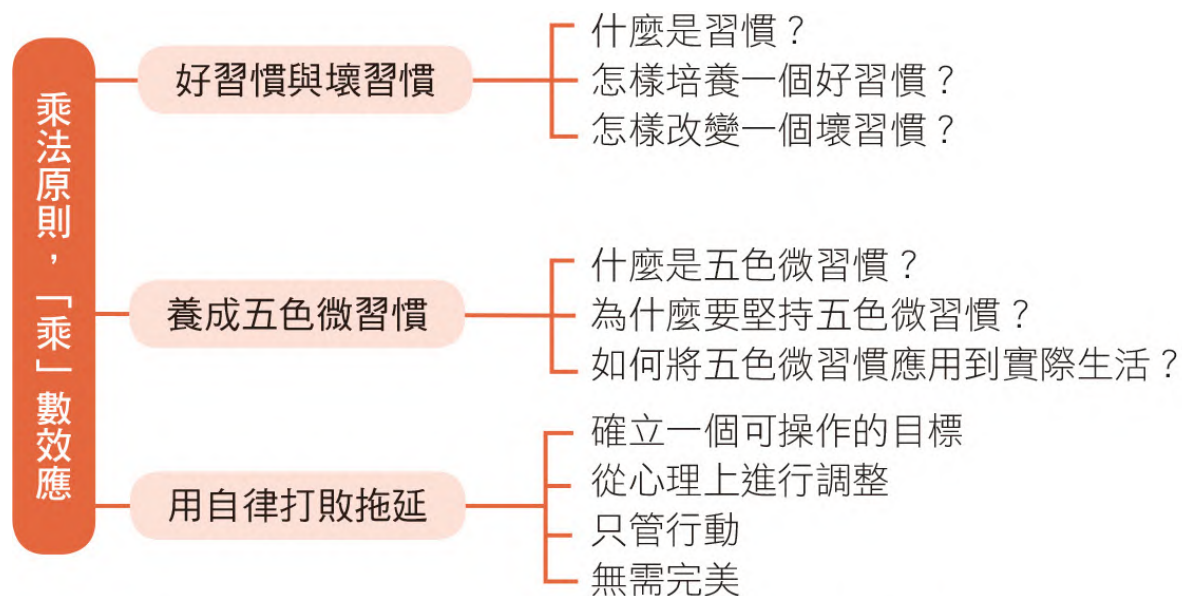 乘法原則，「乘」數效應
好習慣與壞習慣
什麼是習慣？
怎樣培養一個好習慣？
怎樣改變一個壞習慣？
養成五色微習慣
什麼是五色微習慣？
為什麼要堅持五色微習慣？
如何將五色微習慣應用到實際生活？
用自律打敗拖延
確立一個可操作的目標
從心理上進行調整
只管行動
無需完美